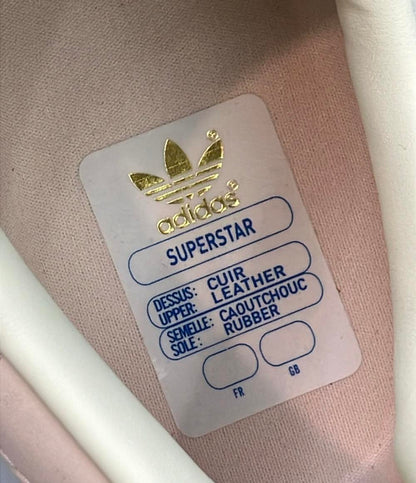 ®
adidas®
SUPERSTAR
DESSUS: CUIR
UPPER: LEATHER
SEMELLE: CAOUTCHOUC
SOLE: RUBBER
FR GB